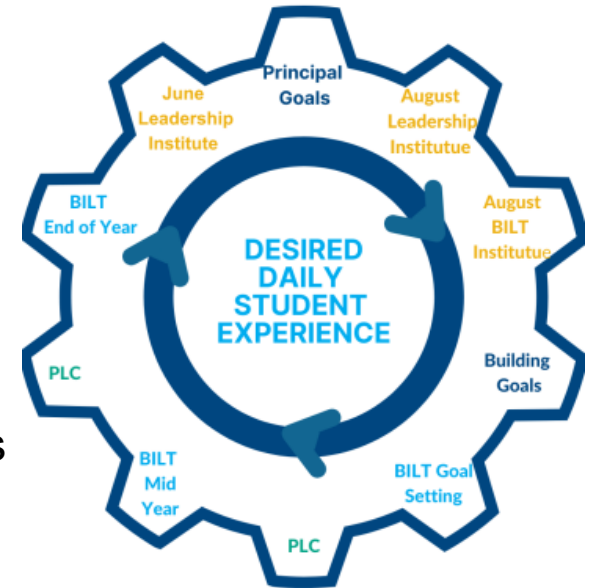 Principal
Goals
August
Leadership
Institutue
August
BILT
Institutue
Building
Goals
BILT Goal
Setting
PLC
BILT
Mid
Year
PLC
BILT
End of Year
June
Leadership
Institute
DESIRED
DAILY
STUDENT
EXPERIENCE
s